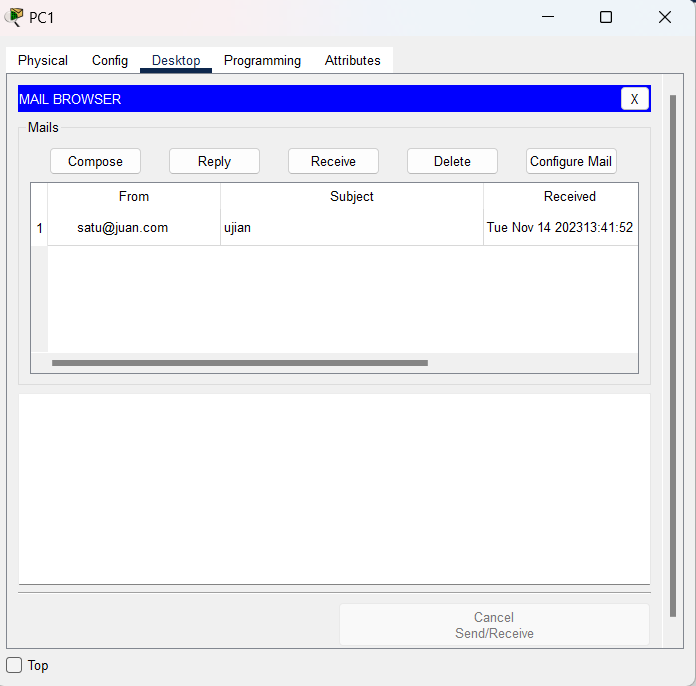 PC1
Physical Config Desktop Programming Attributes
MAIL BROWSER X
Mails
Compose Reply Receive Delete Configure Mail
From Subject Received
1 satu@juan.com ujian Tue Nov 14 202313:41:52
Cancel
Send/Receive
Top